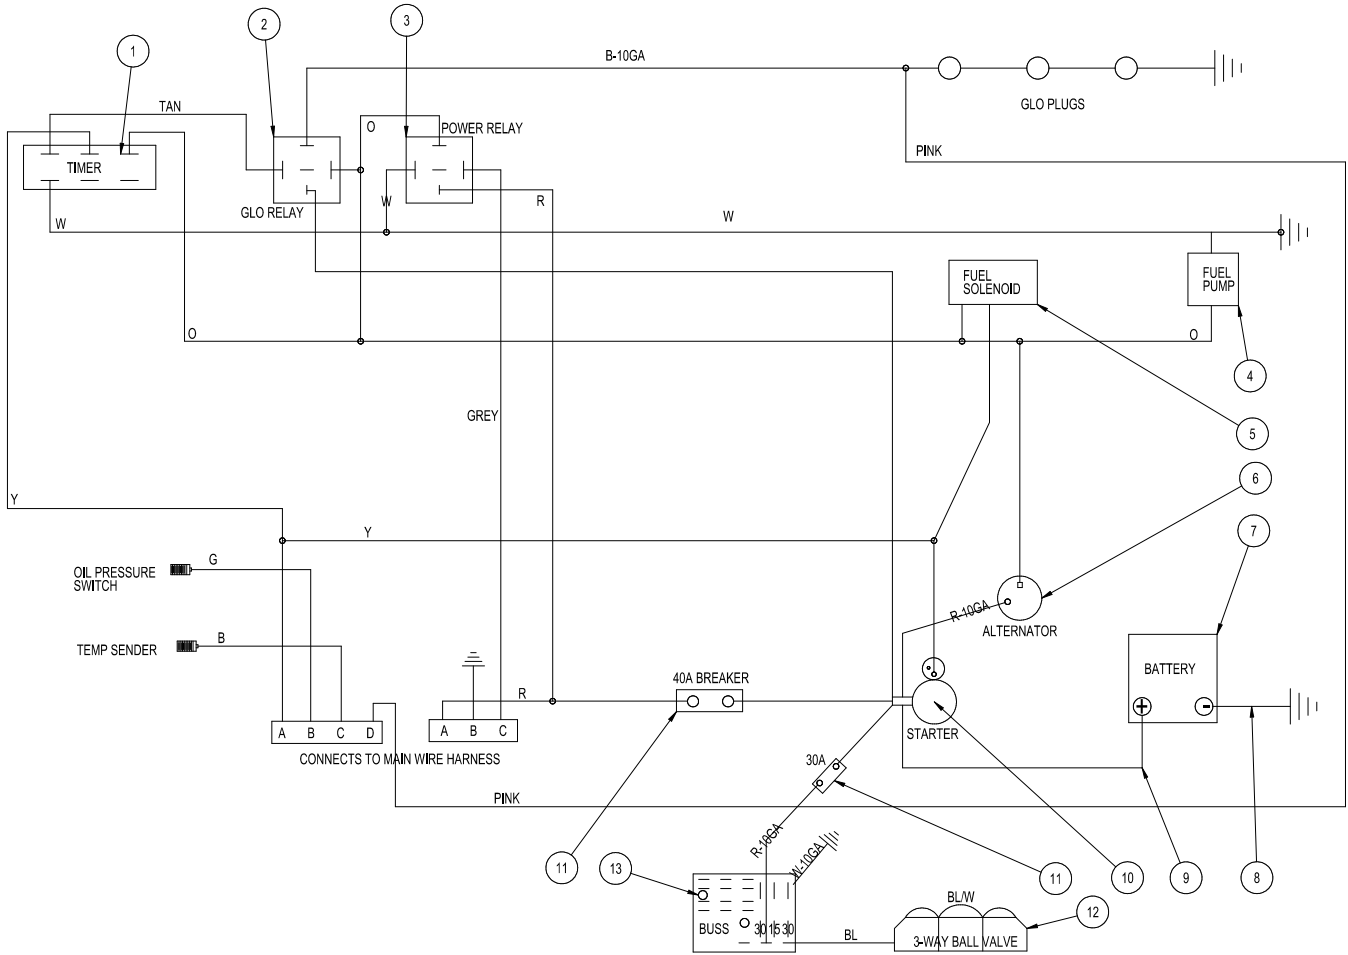 2
3
1
B-10GA
GLO PLUGS
TAN
O
POWER RELAY
PINK
TIMER
GLO RELAY
W
R
W
W
FUEL
SOLENOID
FUEL
PUMP
O
O
4
GREY
5
6
Y
Y
7
G
OIL PRESSURE
SWITCH
R-10GA
ALTERNATOR
B
TEMP SENDER
BATTERY
40A BREAKER
R
+
-
A B C D
A B C
STARTER
CONNECTS TO MAIN WIRE HARNESS
30A
PINK
R-10GA
W-10GA
11
13
11
10
9
8
BL/W
12
BUSS
30 15 30
BL
3-WAY BALL VALVE